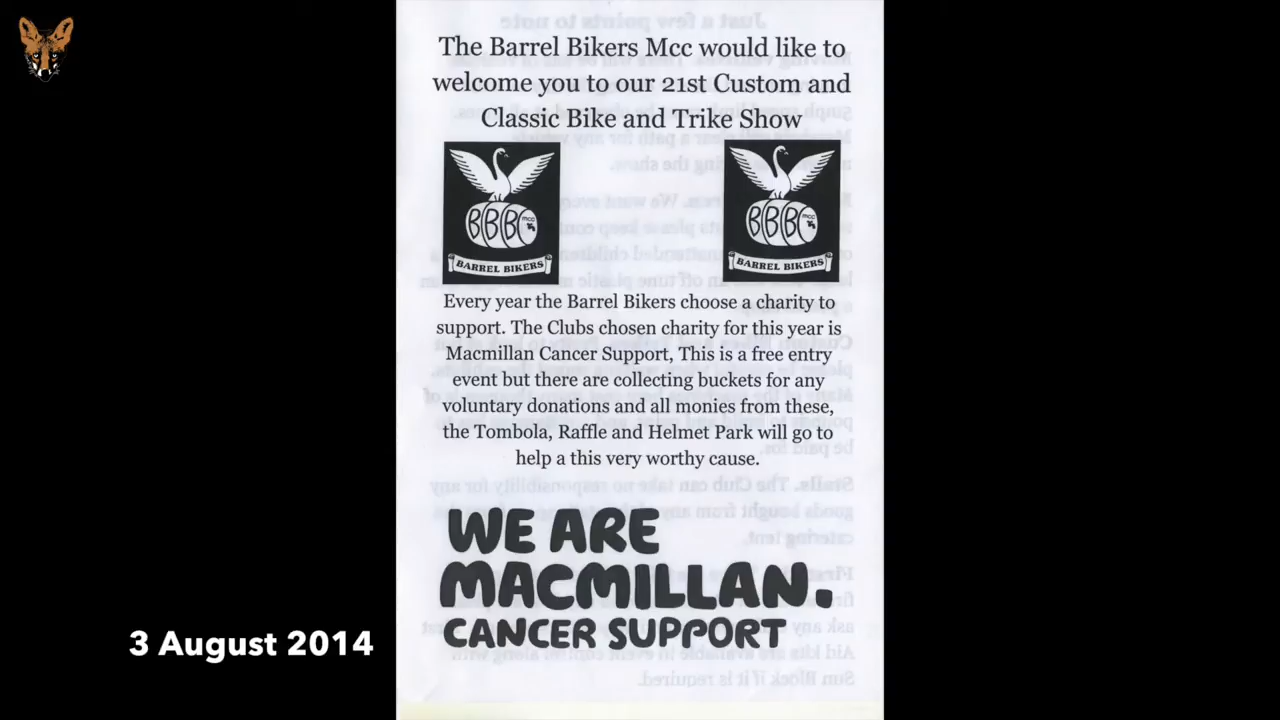 The Barrel Bikers Mcc would like to
welcome you to our 21st Custom and
Classic Bike and Trike Show
BBB mcc
BARREL BIKERS
BBB mcc
BARREL BIKERS
Every year the Barrel Bikers choose a charity to
support. The Clubs chosen charity for this year is
Macmillan Cancer Support, This is a free entry
event but there are collecting buckets for any
voluntary donations and all monies from these,
the Tombola, Raffle and Helmet Park will go to
help a this very worthy cause.
WE ARE
MACMILLAN.
CANCER SUPPORT
3 August 2014